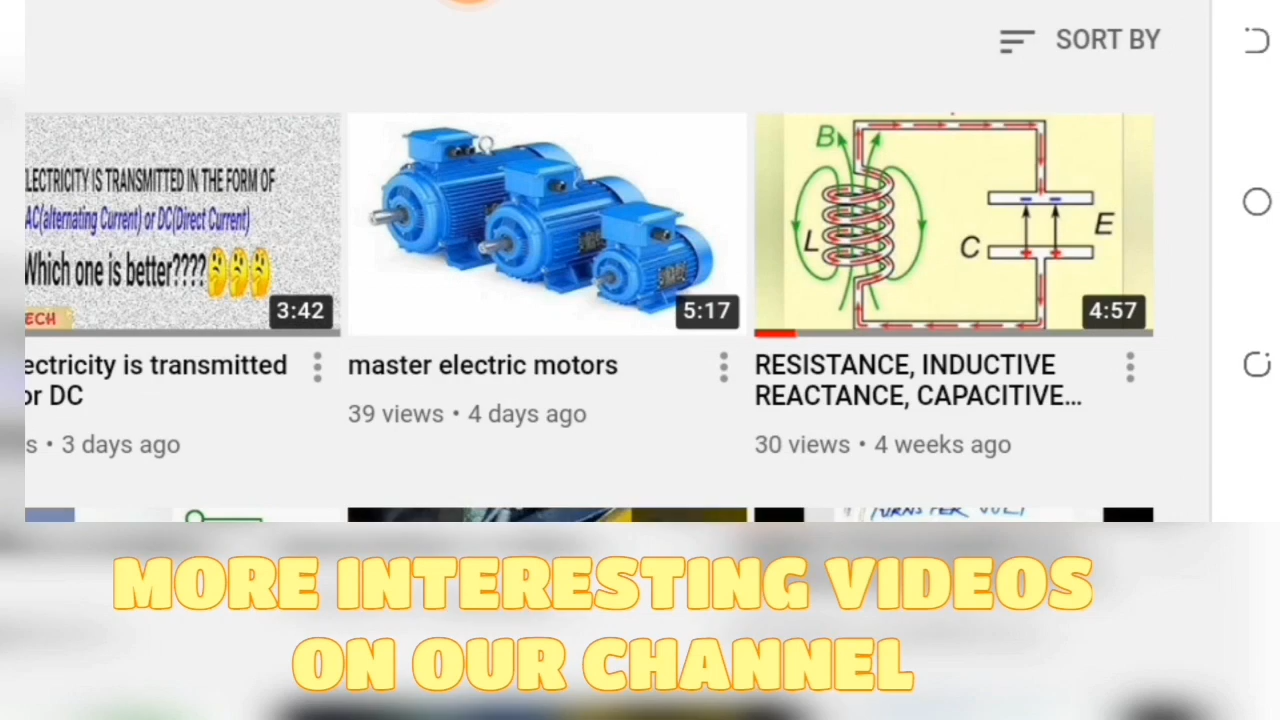 SORT BY
LECTRICITY IS TRANSMITTED IN THE FORM OF
AC(alternating Current) or DC(Direct Current)
Which one is better????🤔🤔🤔
ECH
3:42
5:17
B
L
C
E
4:57
ectricity is transmitted
or DC
s • 3 days ago
master electric motors
39 views • 4 days ago
RESISTANCE, INDUCTIVE
REACTANCE, CAPACITIVE...
30 views • 4 weeks ago
MORE INTERESTING VIDEOS
ON OUR CHANNEL